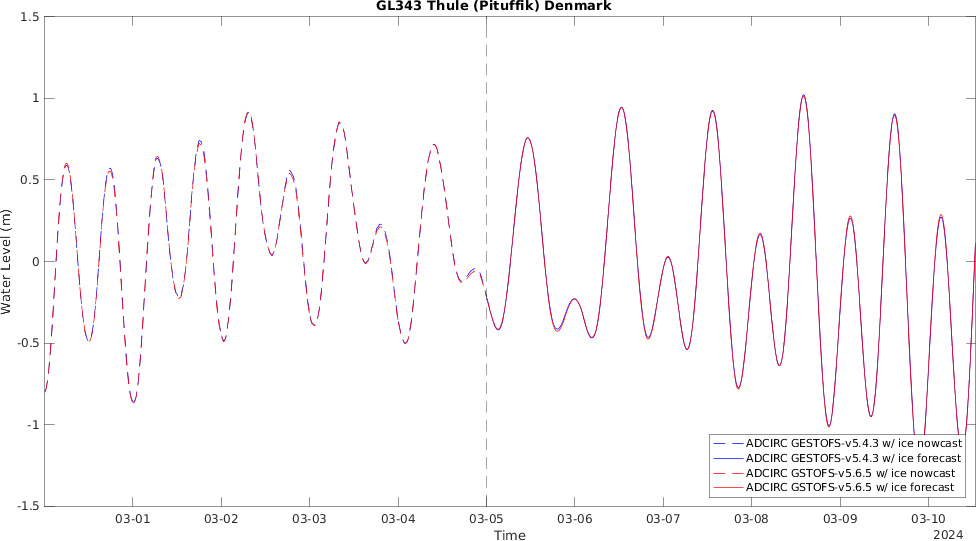 GL343 Thule (Pituffik) Denmark
1.5
1
0.5
0
-0.5
-1
-1.5
Water Level (m)
ADCIRC GESTOFS-v5.4.3 w/ ice nowcast
ADCIRC GESTOFS-v5.4.3 w/ ice forecast
ADCIRC GSTOFS-v5.6.5 w/ ice nowcast
ADCIRC GSTOFS-v5.6.5 w/ ice forecast
03-01 03-02 03-03 03-04 03-05 03-06 03-07 03-08 03-09 03-10
Time
2024